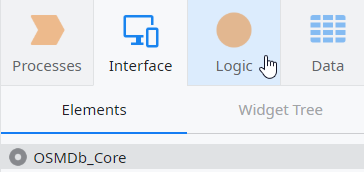 Processes Interface Logic Data
Elements Widget Tree
OSMDb_Core